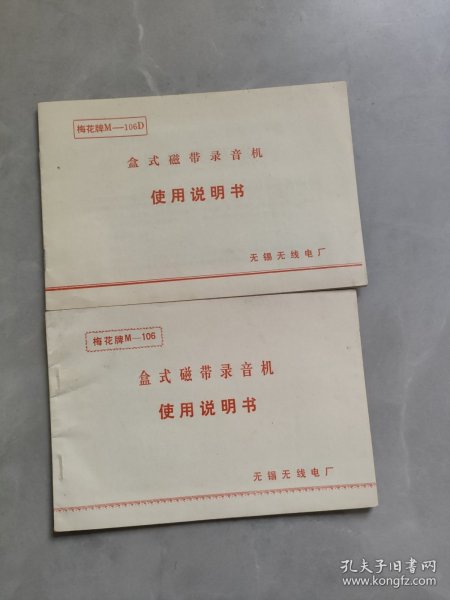 梅花牌M—106D
盒式磁带录音机
使用说明书
无锡无线电厂
梅花牌M—106
盒式磁带录音机
使用说明书
无锡无线电厂
孔夫子旧书网
www.kongfz.com